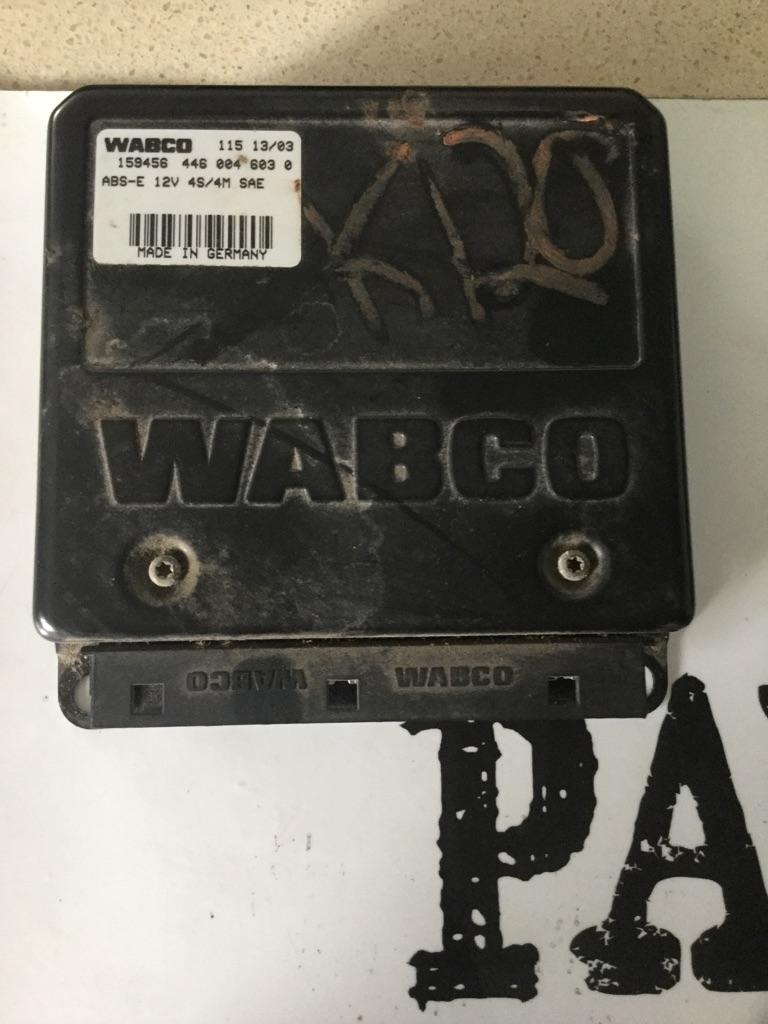 WABCO 115 13/03
159456 446 004 603 0
ABS-E 12V 4S/4M SAE
MADE IN GERMANY
WABCO
WABCO WABCO
PA